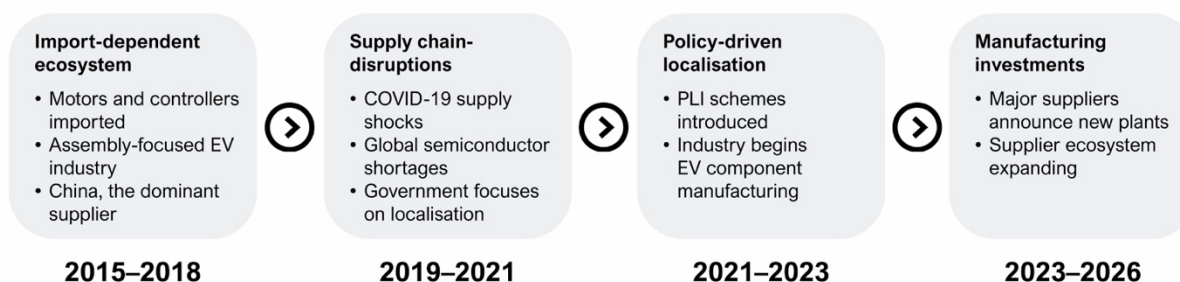 Import-dependent
ecosystem
• Motors and controllers
imported
• Assembly-focused EV
industry
• China, the dominant
supplier
2015–2018
Supply chain-
disruptions
• COVID-19 supply
shocks
• Global semiconductor
shortages
• Government focuses
on localisation
2019–2021
Policy-driven
localisation
• PLI schemes
introduced
• Industry begins
EV component
manufacturing
2021–2023
Manufacturing
investments
• Major suppliers
announce new plants
• Supplier ecosystem
expanding
2023–2026